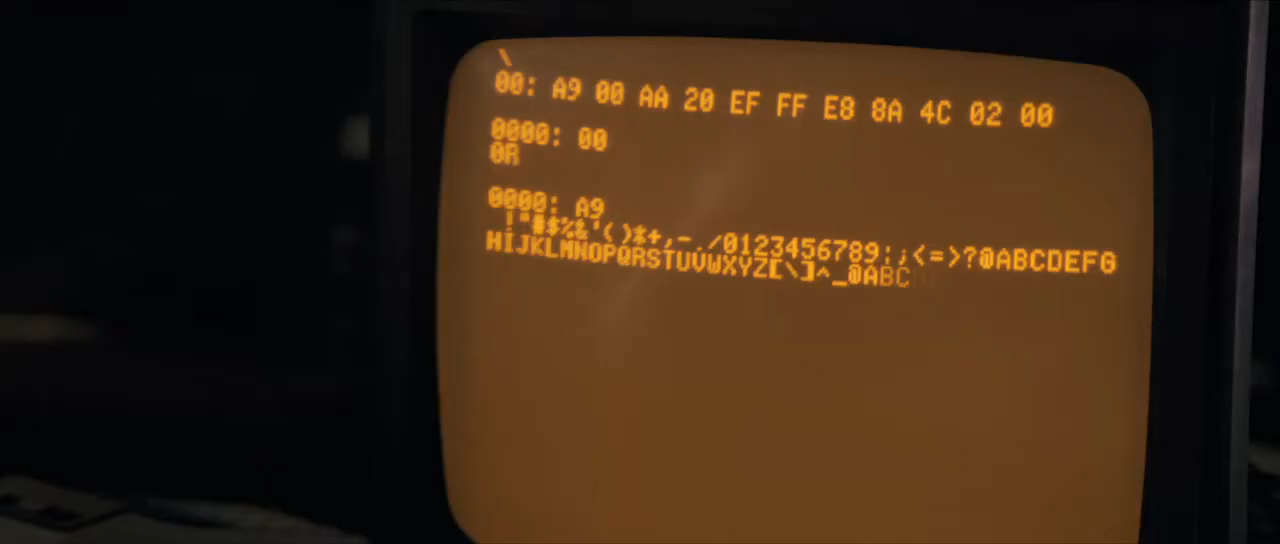 \
00: A9 00 AA 20 EF FF E8 8A 4C 02 00
0000: 00
0R
0000: A9
!"#$%&'()*+,-./0123456789:;<=>?@ABCDEFG
HIJKLMNOPQRSTUVWXYZ[\]^_@ABC